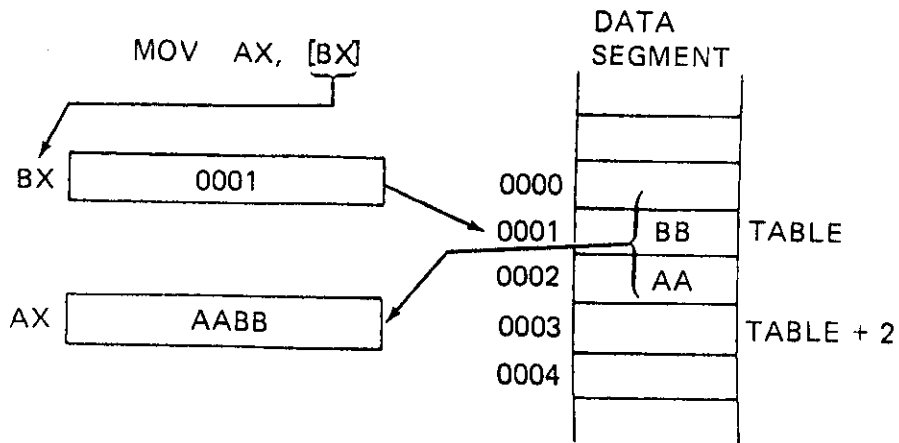 DATA
SEGMENT
MOV AX, [BX]
BX 0001
0000
0001 BB TABLE
0002 AA
AX AABB
0003 TABLE + 2
0004